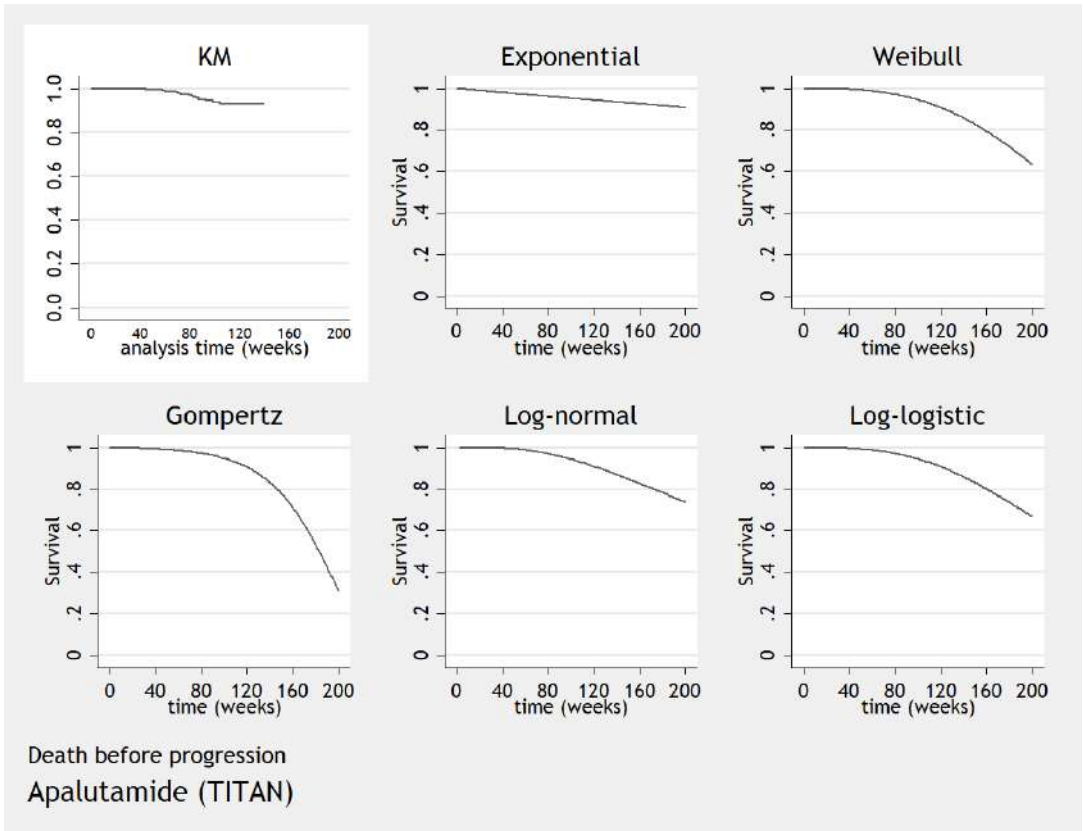 KM
1.0
0.8
0.6
0.4
0.2
0.0
0 40 80 120 160 200
analysis time (weeks)
Exponential
Survival
1
.8
.6
.4
.2
0
0 40 80 120 160 200
time (weeks)
Weibull
Survival
1
.8
.6
.4
.2
0
0 40 80 120 160 200
time (weeks)
Gompertz
Survival
1
.8
.6
.4
.2
0
0 40 80 120 160 200
time (weeks)
Log-normal
Survival
1
.8
.6
.4
.2
0
0 40 80 120 160 200
time (weeks)
Log-logistic
Survival
1
.8
.6
.4
.2
0
0 40 80 120 160 200
time (weeks)
Death before progression
Apalutamide (TITAN)